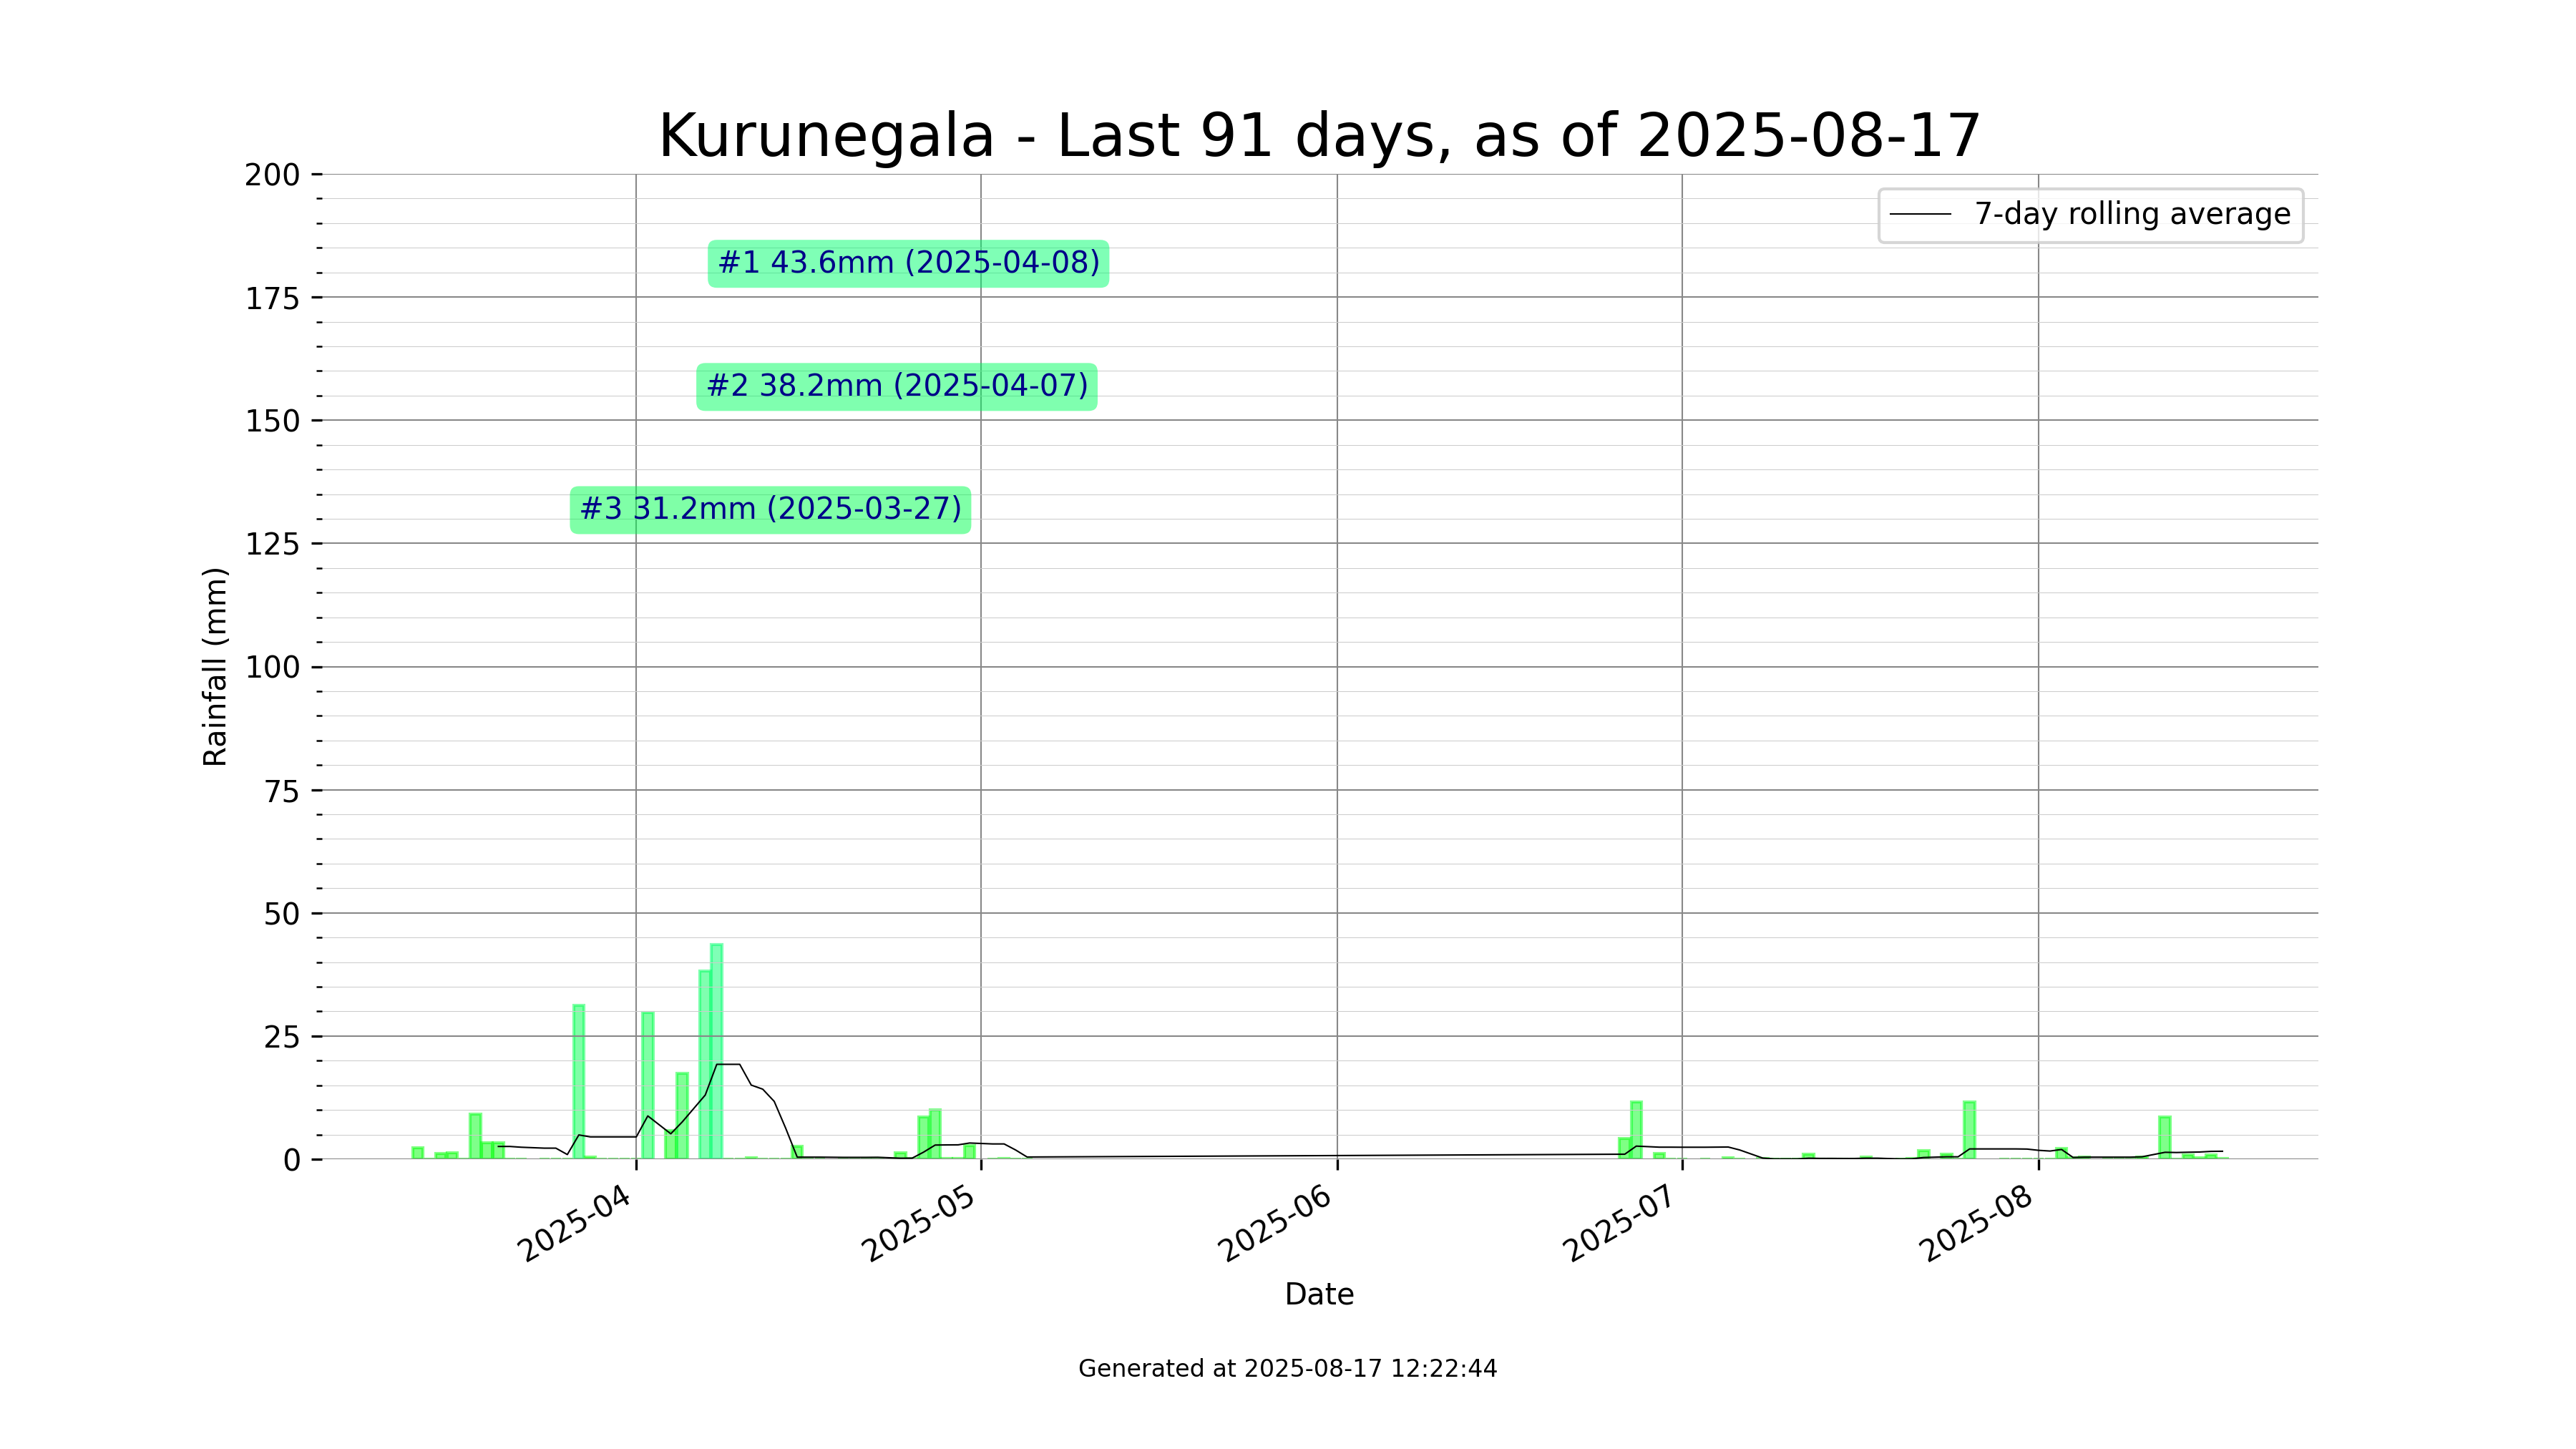 Kurunegala - Last 91 days, as of 2025-08-17
7-day rolling average
#1 43.6mm (2025-04-08)
#2 38.2mm (2025-04-07)
#3 31.2mm (2025-03-27)
Rainfall (mm)
200
175
150
125
100
75
50
25
0
2025-04
2025-05
2025-06
2025-07
2025-08
Date
Generated at 2025-08-17 12:22:44